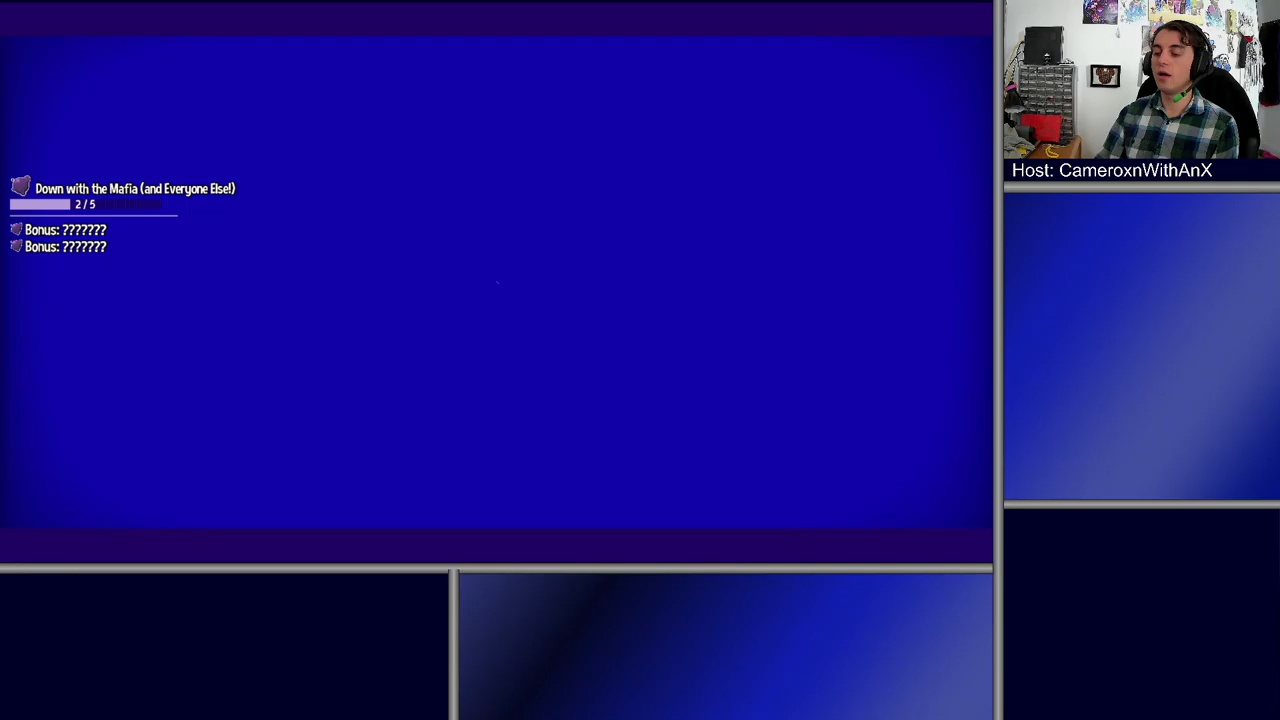 Down with the Mafia (and Everyone Else!)
2 / 5
Bonus: ???????
Bonus: ???????
Host: CameroxnWithAnX